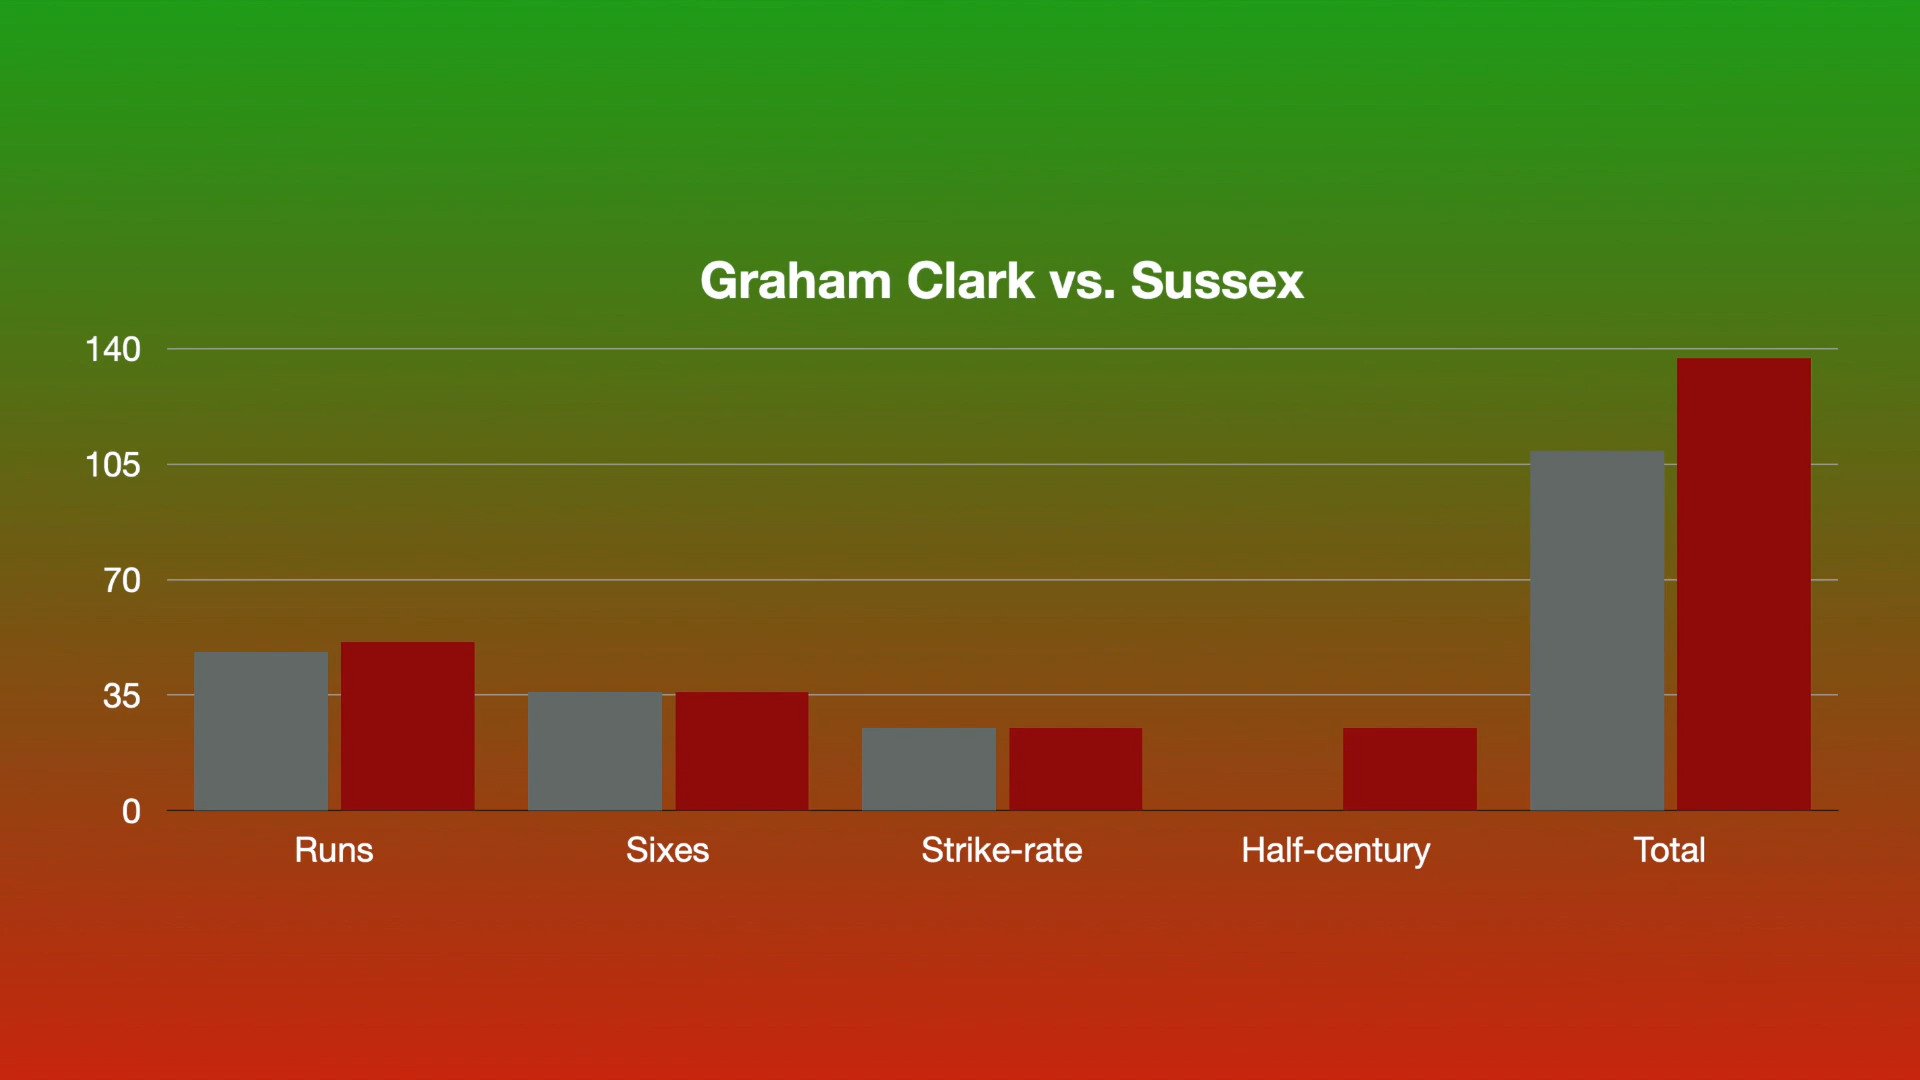 Graham Clark vs. Sussex
140
105
70
35
0
Runs
Sixes
Strike-rate
Half-century
Total